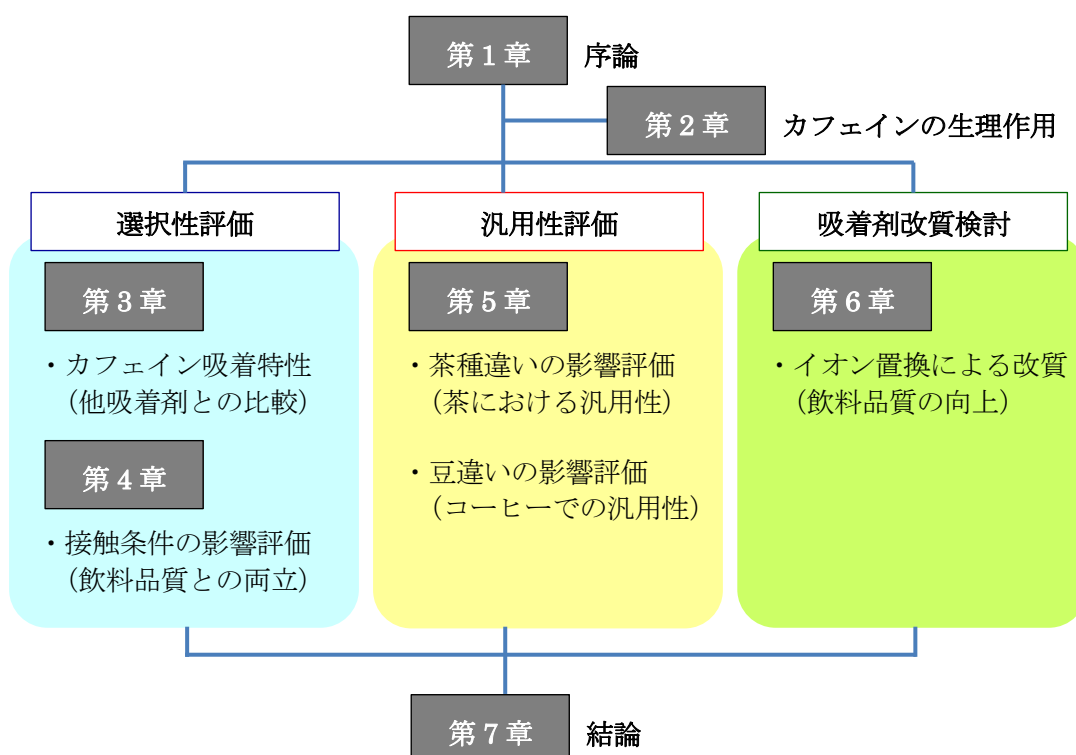 第1章 序論
第2章 カフェインの生理作用
選択性評価
第3章
・カフェイン吸着特性
（他吸着剤との比較）
第4章
・接触条件の影響評価
（飲料品質との両立）
汎用性評価
第5章
・茶種違いの影響評価
（茶における汎用性）
・豆違いの影響評価
（コーヒーでの汎用性）
吸着剤改質検討
第6章
・イオン置換による改質
（飲料品質の向上）
第7章 結論